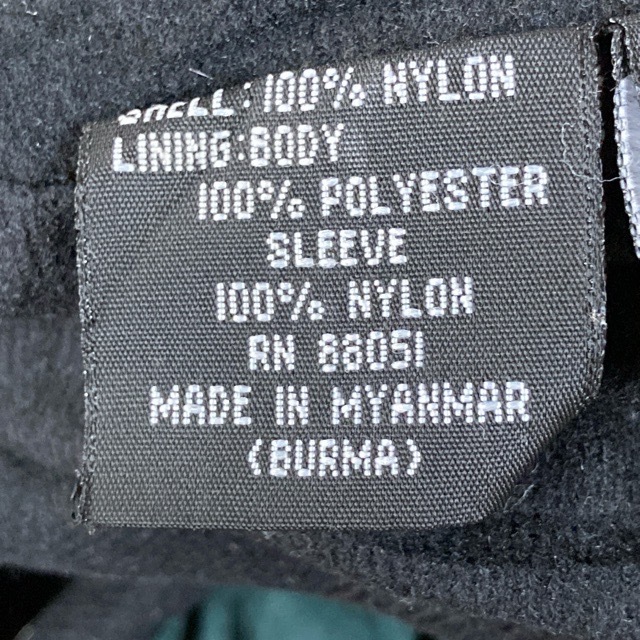 SHELL: 100% NYLON
LINING: BODY
100% POLYESTER
SLEEVE
100% NYLON
RN 88051
MADE IN MYANMAR
(BURMA)